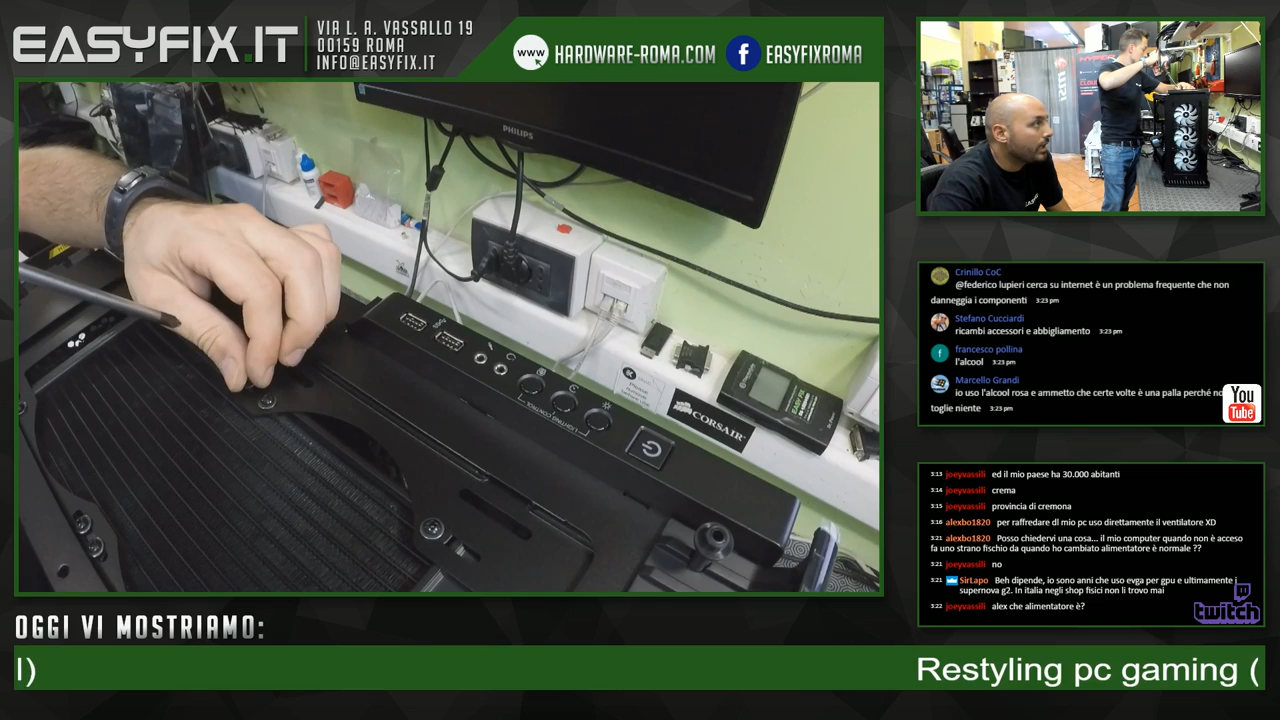 EASYFIX.IT
VIA L. A. VASSALLO 19
00159 ROMA
INFO@EASYFIX.IT
www
HARDWARE-ROMA.COM
f
EASYFIXROMA
PHILIPS
LIGHTING CONTROL
CORSAIR
msi
HYPERX
CLOUD
Crinillo CoC
@federico lupieri cerca su internet è un problema frequente che non
danneggia i componenti 3:23 pm
Stefano Cucciardi
ricambi accessori e abbigliamento 3:23 pm
f
francesco pollina
l'alcool 3:23 pm
Marcello Grandi
io uso l'alcool rosa e ammetto che certe volte è una palla perché no
toglie niente 3:23 pm
You
Tube
3:13 joeyvassili ed il mio paese ha 30.000 abitanti
3:14 joeyvassili crema
3:15 joeyvassili provincia di cremona
3:16 alexbo1820 per raffredare dl mio pc uso direttamente il ventilatore XD
3:21 alexbo1820 Posso chiedervi una cosa... il mio computer quando non è acceso
fa uno strano fischio da quando ho cambiato alimentatore è normale ??
3:21 joeyvassili no
3:21 SirLapo Beh dipende, io sono anni che uso evga per gpu e ultimamente i
supernova g2. In italia negli shop fisici non li trovo mai
3:22 joeyvassili alex che alimentatore è?
twitch
OGGI VI MOSTRIAMO:
l) Restyling pc gaming (